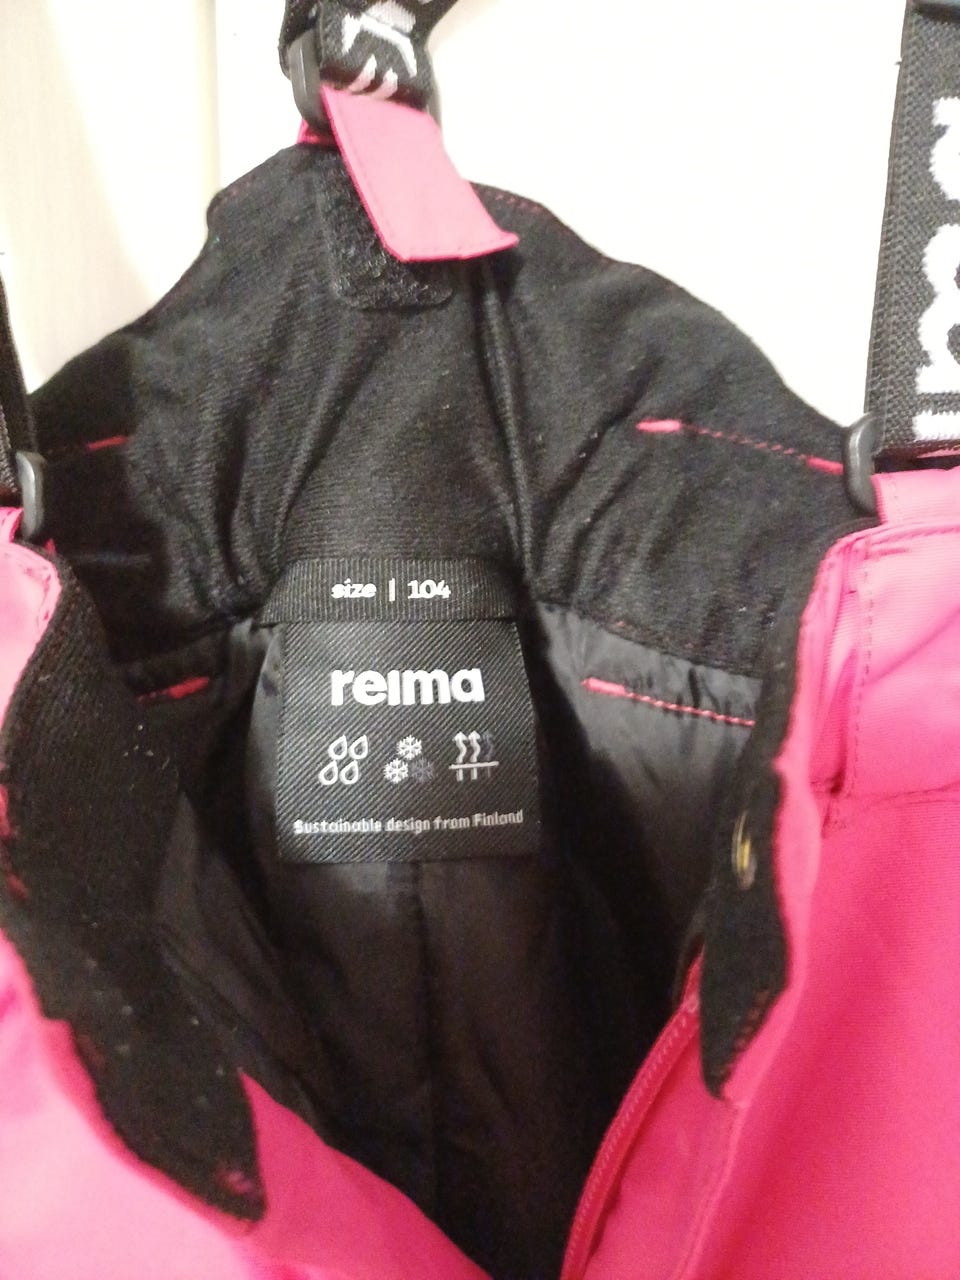 size | 104
reima
Sustainable design from Finland